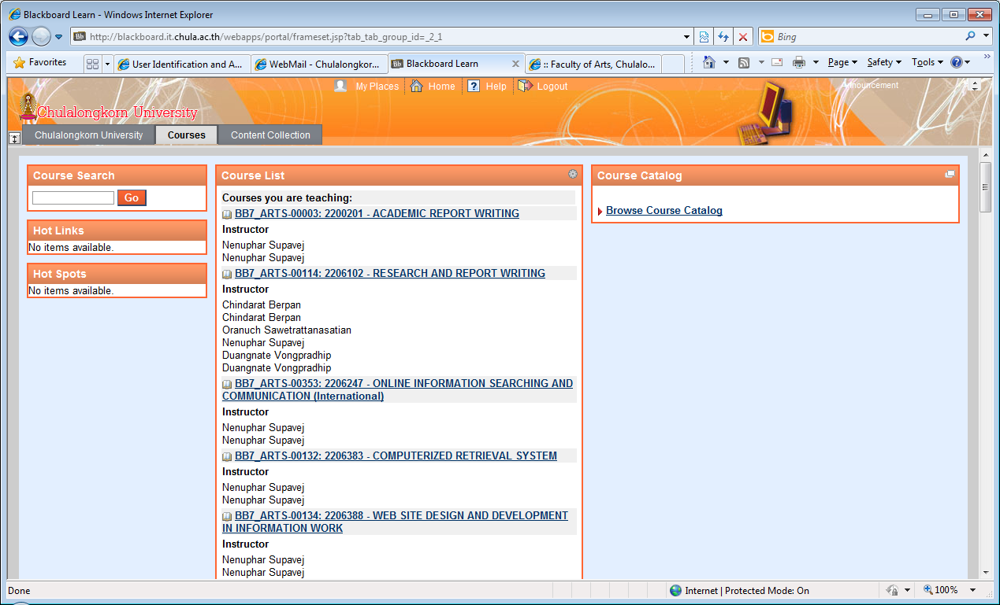 Blackboard Learn - Windows Internet Explorer
http://blackboard.it.chula.ac.th/webapps/portal/frameset.jsp?tab_tab_group_id=_2_1
Bing
Favorites
User Identification and A...
WebMail - Chulalongkor...
Blackboard Learn
:: Faculty of Arts, Chulalo...
Page
Safety
Tools
My Places
Home
Help
Logout
Announcement
Chulalongkorn University
Chulalongkorn University
Courses
Content Collection
Course Search
Go
Hot Links
No items available.
Hot Spots
No items available.
Course List
Courses you are teaching:
BB7_ARTS-00003: 2200201 - ACADEMIC REPORT WRITING
Instructor
Nenuphar Supavej
Nenuphar Supavej
BB7_ARTS-00114: 2206102 - RESEARCH AND REPORT WRITING
Instructor
Chindarat Berpan
Chindarat Berpan
Oranuch Sawetrattanasatian
Nenuphar Supavej
Duangnate Vongpradhip
Duangnate Vongpradhip
BB7_ARTS-00353: 2206247 - ONLINE INFORMATION SEARCHING AND
COMMUNICATION (International)
Instructor
Nenuphar Supavej
Nenuphar Supavej
BB7_ARTS-00132: 2206383 - COMPUTERIZED RETRIEVAL SYSTEM
Instructor
Nenuphar Supavej
Nenuphar Supavej
BB7_ARTS-00134: 2206388 - WEB SITE DESIGN AND DEVELOPMENT
IN INFORMATION WORK
Instructor
Nenuphar Supavej
Nenuphar Supavej
Course Catalog
Browse Course Catalog
Done
Internet | Protected Mode: On
100%